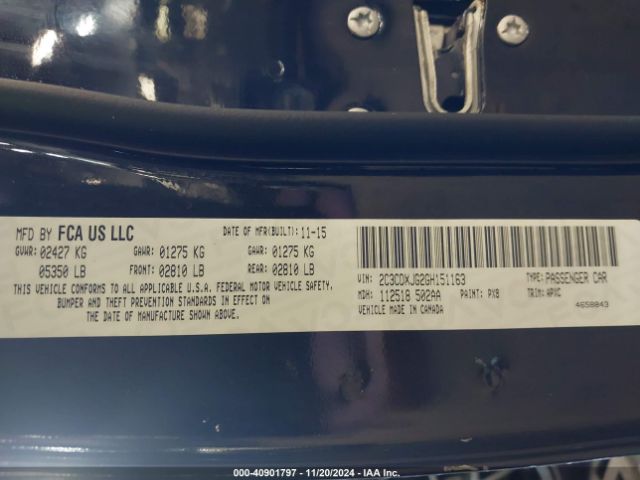 MFD BY FCA US LLC DATE OF MFR(BUILT): 11-15
GVWR: 02427 KG GAWR: 01275 KG GAWR: 01275 KG
05350 LB FRONT: 02810 LB REAR: 02810 LB
THIS VEHICLE CONFORMS TO ALL APPLICABLE U.S.A. FEDERAL MOTOR VEHICLE SAFETY,
BUMPER AND THEFT PREVENTION STANDARDS IN EFFECT ON THE
DATE OF MANUFACTURE SHOWN ABOVE.
VIN: 2C3CDXJG2GH151163 TYPE: PASSENGER CAR
MDH: 112518 502AA PAINT: PX8 TRIM: APXC
VEHICLE MADE IN CANADA 4658043
000-40901797 - 11/20/2024 - IAA Inc.